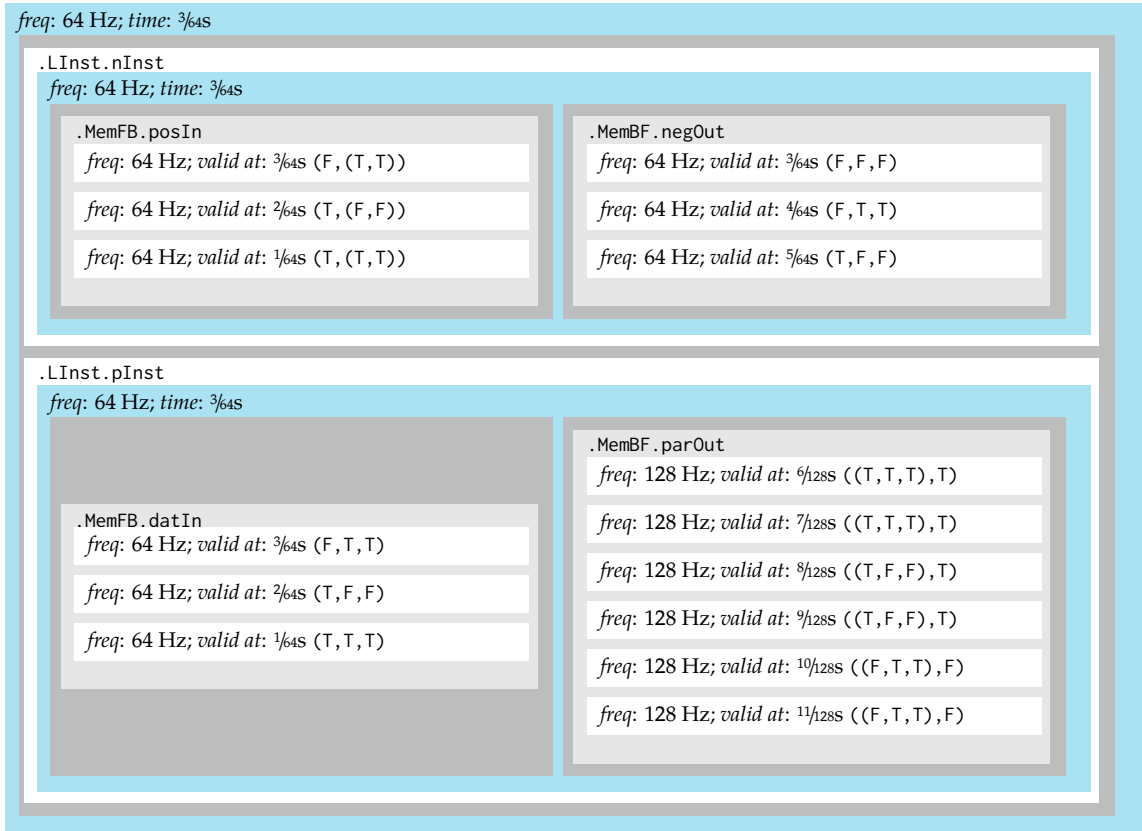 freq: 64 Hz; time: 3/64s
.LInst.nInst
freq: 64 Hz; time: 3/64s
.MemFB.posIn
freq: 64 Hz; valid at: 3/64s (F,(T,T))
freq: 64 Hz; valid at: 2/64s (T,(F,F))
freq: 64 Hz; valid at: 1/64s (T,(T,T))
.MemBF.negOut
freq: 64 Hz; valid at: 3/64s (F,F,F)
freq: 64 Hz; valid at: 4/64s (F,T,T)
freq: 64 Hz; valid at: 5/64s (T,F,F)
.LInst.pInst
freq: 64 Hz; time: 3/64s
.MemFB.datIn
freq: 64 Hz; valid at: 3/64s (F,T,T)
freq: 64 Hz; valid at: 2/64s (T,F,F)
freq: 64 Hz; valid at: 1/64s (T,T,T)
.MemBF.parOut
freq: 128 Hz; valid at: 6/128s ((T,T,T),T)
freq: 128 Hz; valid at: 7/128s ((T,T,T),T)
freq: 128 Hz; valid at: 8/128s ((T,F,F),T)
freq: 128 Hz; valid at: 9/128s ((T,F,F),T)
freq: 128 Hz; valid at: 10/128s ((F,T,T),F)
freq: 128 Hz; valid at: 11/128s ((F,T,T),F)